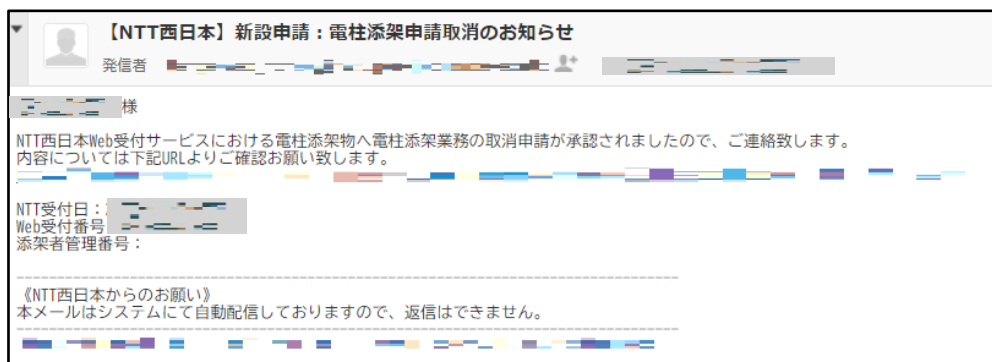 【NTT西日本】新設申請：電柱添架申請取消のお知らせ
発信者
様
NTT西日本Web受付サービスにおける電柱添架物へ電柱添架業務の取消申請が承認されましたので、ご連絡致します。
内容については下記URLよりご確認お願い致します。
NTT受付日：
Web受付番号
添架者管理番号：
《NTT西日本からのお願い》
本メールはシステムにて自動配信しておりますので、返信はできません。